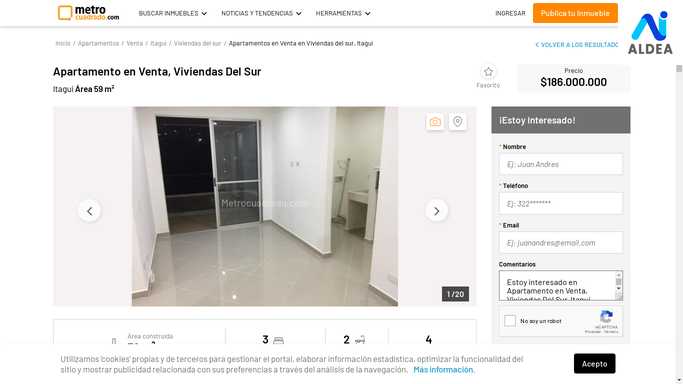 metro
cuadrado.com
BUSCAR INMUEBLES
NOTICIAS Y TENDENCIAS
HERRAMIENTAS
INGRESAR
Publica tu Inmueble
AI
ALDEA
Inicio / Apartamentos / Venta / Itagui / Viviendas del sur / Apartamentos en Venta en Viviendas del sur, Itagui
VOLVER A LOS RESULTADO
Apartamento en Venta, Viviendas Del Sur
Itagui Área 59 m²
Favorito
Precio
$186.000.000
Metrocuadrado.com
1 / 20
¡Estoy Interesado!
* Nombre
Ej: Juan Andres
* Teléfono
Ej: 322*******
* Email
Ej: juanandres@email.com
Comentarios
Estoy interesado en
Apartamento en Venta,
Viviendas Del Sur, Itagui
No soy un robot
reCAPTCHA
Privacidad - Términos
Área construida
3
2
4
Utilizamos 'cookies' propias y de terceros para gestionar el portal, elaborar información estadística, optimizar la funcionalidad del
sitio y mostrar publicidad relacionada con sus preferencias a través del análisis de la navegación. Más información.
Acepto